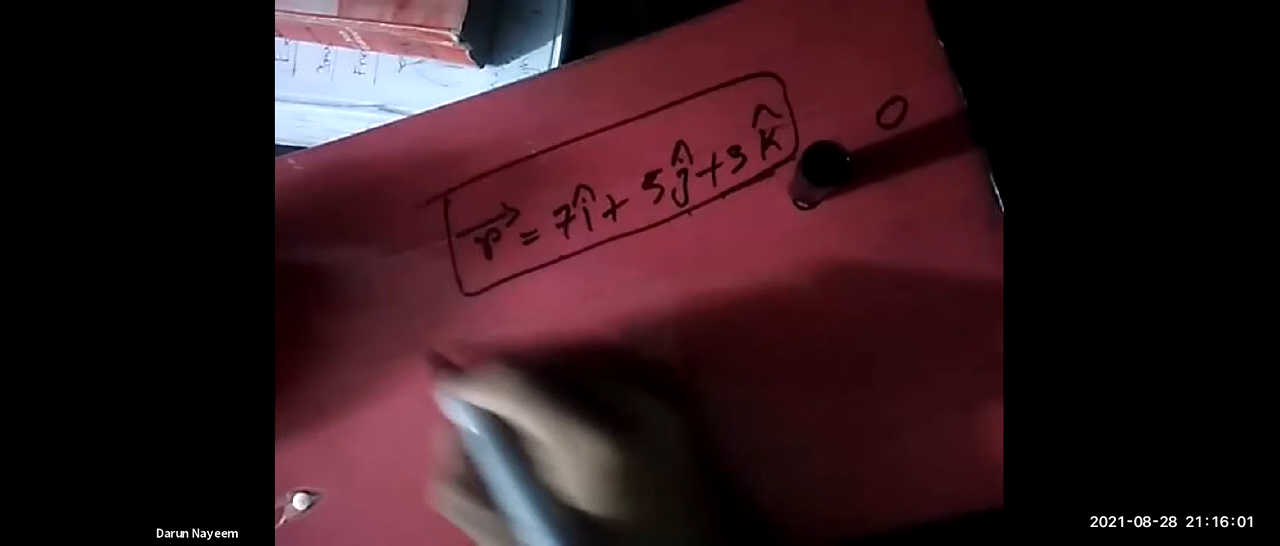 r⃗ = 7î + 5ĵ + 3k̂
O
Darun Nayeem
2021-08-28 21:16:01